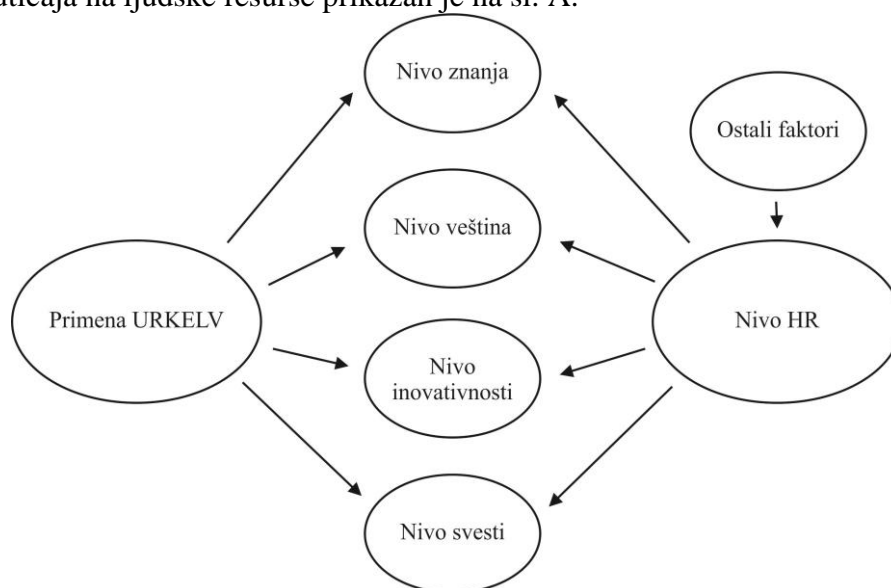 uticaja na ljudske resurse prikazan je na sl. A.
Nivo znanja
Ostali faktori
Nivo veština
Primena URKELV
Nivo HR
Nivo
inovativnosti
Nivo svesti